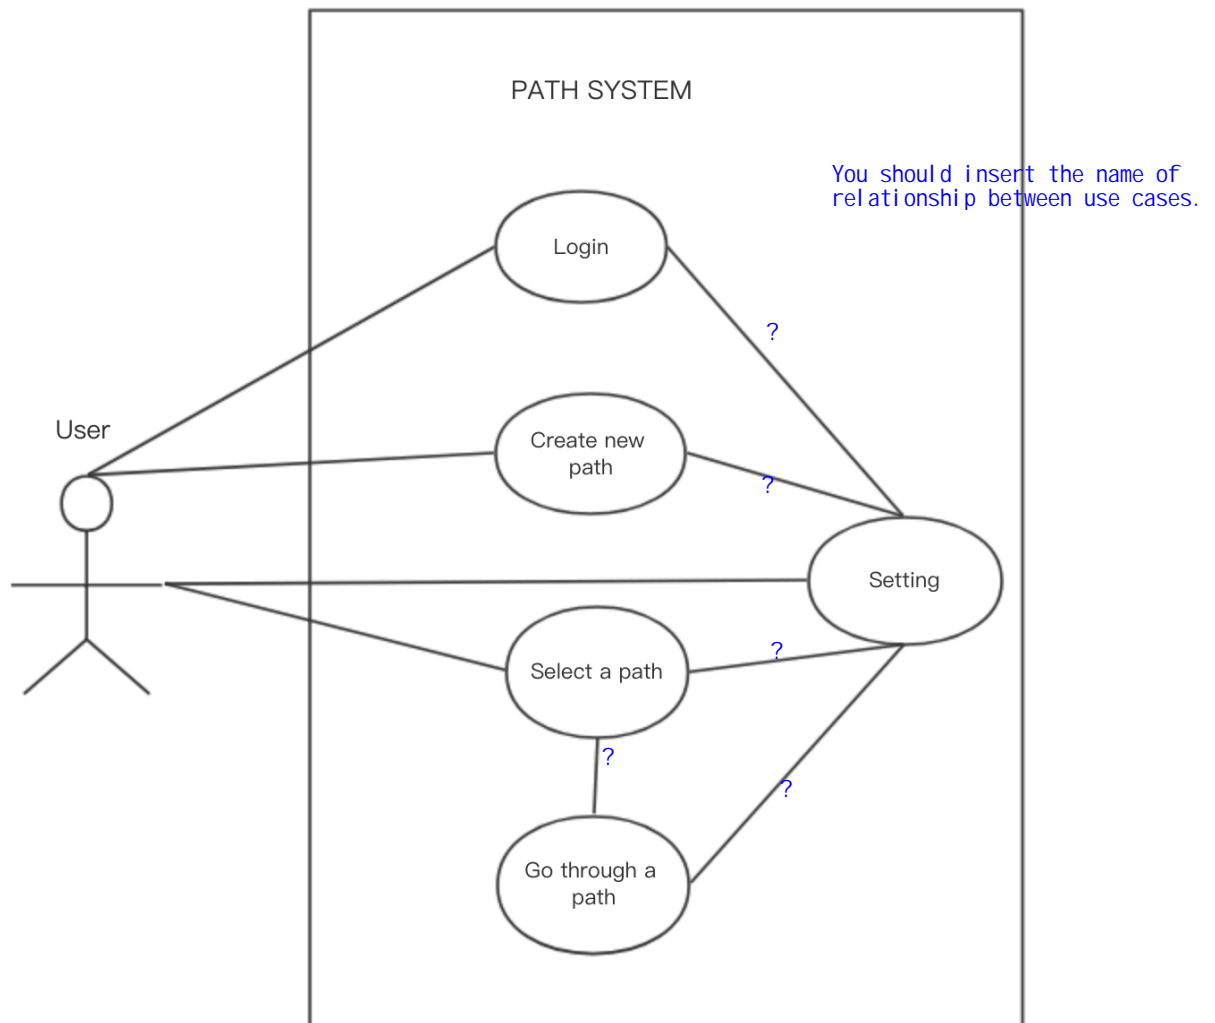 PATH SYSTEM
You should insert the name of
relationship between use cases.
Login
?
User
Create new
path
?
Setting
?
Select a path
?
?
Go through a
path